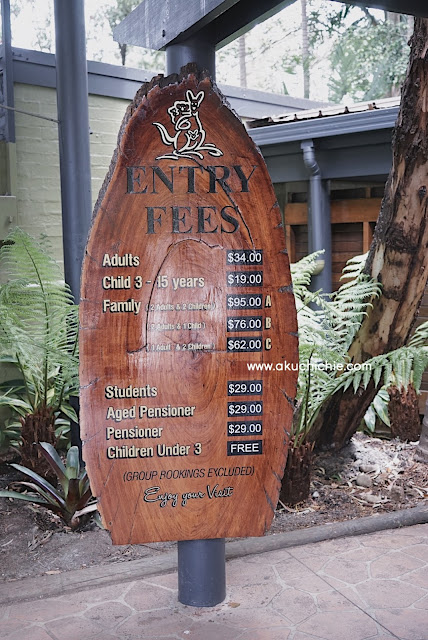 ENTRY
FEES
Adults $34.00
Child 3 - 15 years $19.00
Family (2 Adults & 2 Children) $95.00 A
(2 Adults & 1 Child) $76.00 B
(1 Adult & 2 Children) $62.00 C
www.akuchichie.com
Students $29.00
Aged Pensioner $29.00
Pensioner $29.00
Children Under 3 FREE
(GROUP BOOKINGS EXCLUDED)
Enjoy your Visit